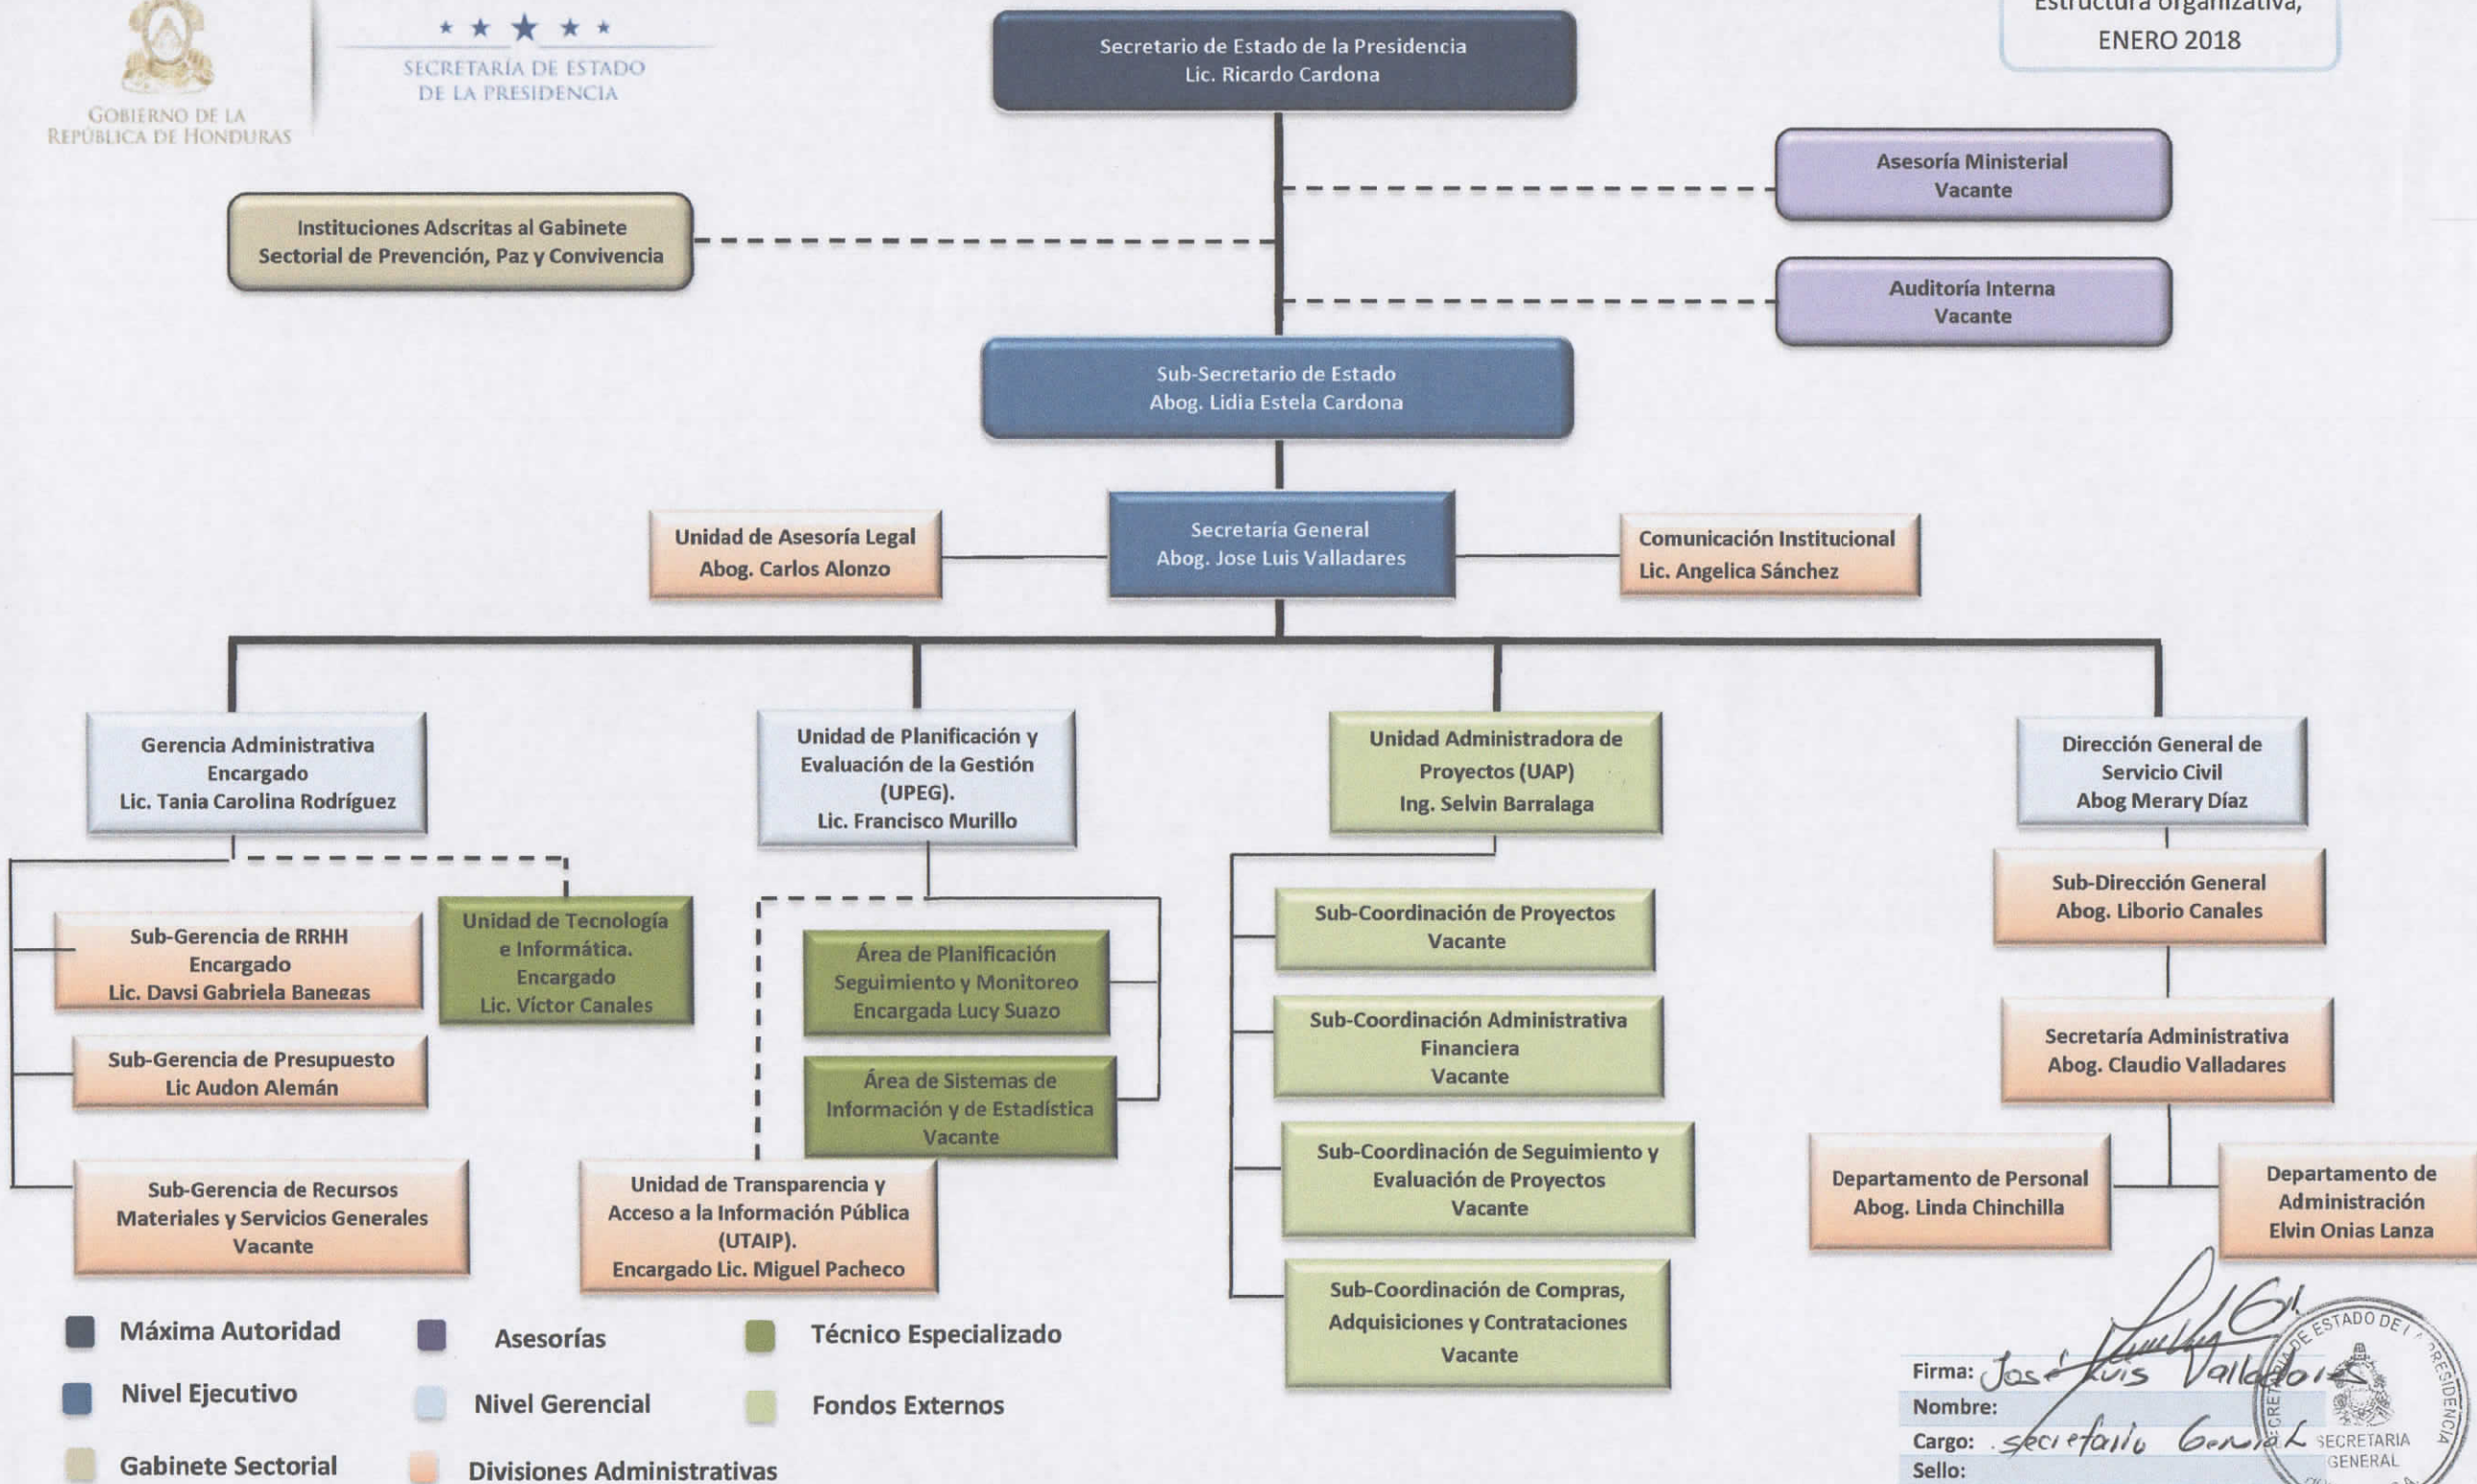 GOBIERNO DE LA
REPÚBLICA DE HONDURAS
SECRETARÍA DE ESTADO
DE LA PRESIDENCIA
Estructura organizativa,
ENERO 2018
Secretario de Estado de la Presidencia
Lic. Ricardo Cardona
Asesoría Ministerial
Vacante
Instituciones Adscritas al Gabinete
Sectorial de Prevención, Paz y Convivencia
Auditoría Interna
Vacante
Sub-Secretario de Estado
Abog. Lidia Estela Cardona
Unidad de Asesoría Legal
Abog. Carlos Alonzo
Secretaría General
Abog. Jose Luis Valladares
Comunicación Institucional
Lic. Angelica Sánchez
Gerencia Administrativa
Encargado
Lic. Tania Carolina Rodríguez
Unidad de Planificación y
Evaluación de la Gestión
(UPEG).
Lic. Francisco Murillo
Unidad Administradora de
Proyectos (UAP)
Ing. Selvin Barralaga
Dirección General de
Servicio Civil
Abog Merary Díaz
Sub-Gerencia de RRHH
Encargado
Lic. Daysi Gabriela Banegas
Unidad de Tecnología
e Informática.
Encargado
Lic. Víctor Canales
Sub-Gerencia de Presupuesto
Lic Audon Alemán
Sub-Gerencia de Recursos
Materiales y Servicios Generales
Vacante
Área de Planificación
Seguimiento y Monitoreo
Encargada Lucy Suazo
Área de Sistemas de
Información y de Estadística
Vacante
Unidad de Transparencia y
Acceso a la Información Pública
(UTAIP).
Encargado Lic. Miguel Pacheco
Sub-Coordinación de Proyectos
Vacante
Sub-Coordinación Administrativa
Financiera
Vacante
Sub-Coordinación de Seguimiento y
Evaluación de Proyectos
Vacante
Sub-Coordinación de Compras,
Adquisiciones y Contrataciones
Vacante
Sub-Dirección General
Abog. Liborio Canales
Secretaría Administrativa
Abog. Claudio Valladares
Departamento de Personal
Abog. Linda Chinchilla
Departamento de
Administración
Elvin Onias Lanza
Máxima Autoridad
Asesorías
Técnico Especializado
Nivel Ejecutivo
Nivel Gerencial
Fondos Externos
Gabinete Sectorial
Divisiones Administrativas
Firma: José Luis Valladares
Nombre:
Cargo: Secretario General
Sello:
SECRETARIA DE ESTADO DE LA PRESIDENCIA
SECRETARIA
GENERAL